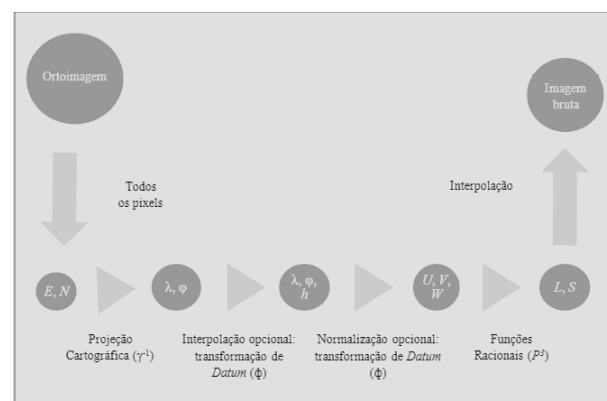 Ortoimagem
Imagem
bruta
Todos
os pixels
Interpolação
E, N
λ, φ
λ, φ,
h
U, V,
W
L, S
Projeção
Cartográfica (γ⁻¹)
Interpolação opcional:
transformação de
Datum (ϕ)
Normalização opcional:
transformação de Datum
(ϕ)
Funções
Racionais (P³)